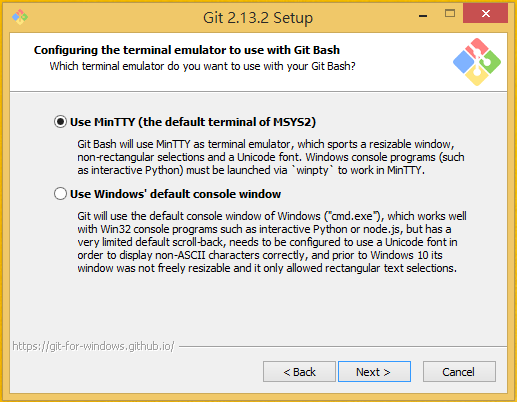 Git 2.13.2 Setup
Configuring the terminal emulator to use with Git Bash
Which terminal emulator do you want to use with your Git Bash?
Use MinTTY (the default terminal of MSYS2)
Git Bash will use MinTTY as terminal emulator, which sports a resizable window,
non-rectangular selections and a Unicode font. Windows console programs (such
as interactive Python) must be launched via `winpty` to work in MinTTY.
Use Windows' default console window
Git will use the default console window of Windows ("cmd.exe"), which works well
with Win32 console programs such as interactive Python or node.js, but has a
very limited default scroll-back, needs to be configured to use a Unicode font in
order to display non-ASCII characters correctly, and prior to Windows 10 its
window was not freely resizable and it only allowed rectangular text selections.
https://git-for-windows.github.io/
< Back
Next >
Cancel